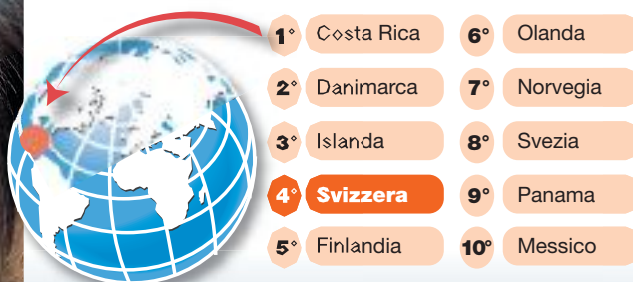 1° Costa Rica
2° Danimarca
3° Islanda
4° Svizzera
5° Finlandia
6° Olanda
7° Norvegia
8° Svezia
9° Panama
10° Messico